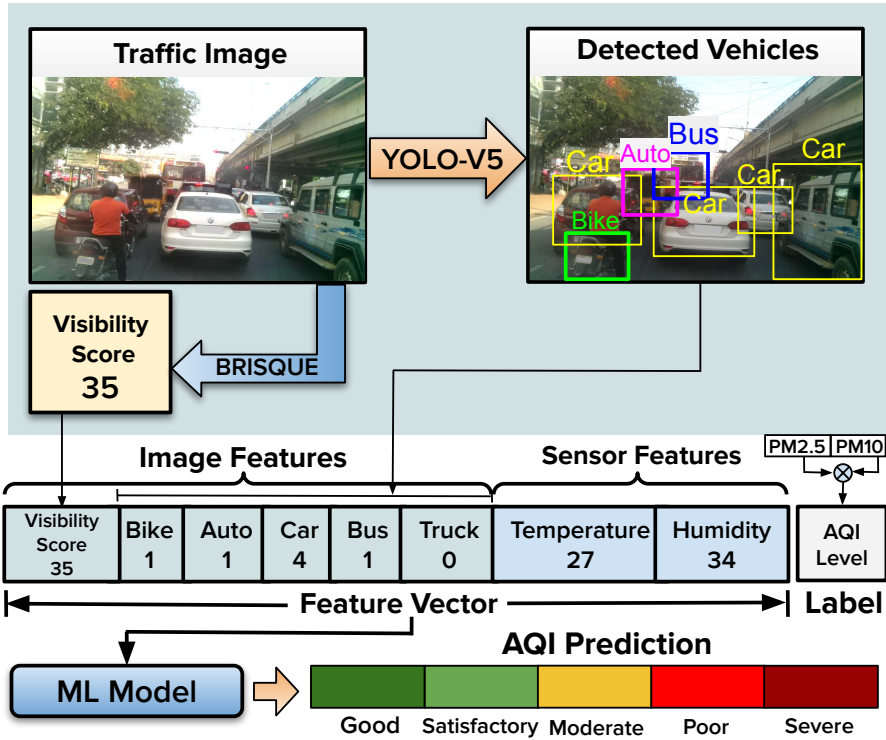 Traffic Image
Detected Vehicles
YOLO-V5
Car
Auto
Bus
Car
Car
Car
Bike
Visibility
Score
35
BRISQUE
Image Features
Sensor Features
PM2.5 PM10
Visibility
Score
35
Bike
1
Auto
1
Car
4
Bus
1
Truck
0
Temperature
27
Humidity
34
AQI
Level
Feature Vector
Label
ML Model
AQI Prediction
Good
Satisfactory
Moderate
Poor
Severe